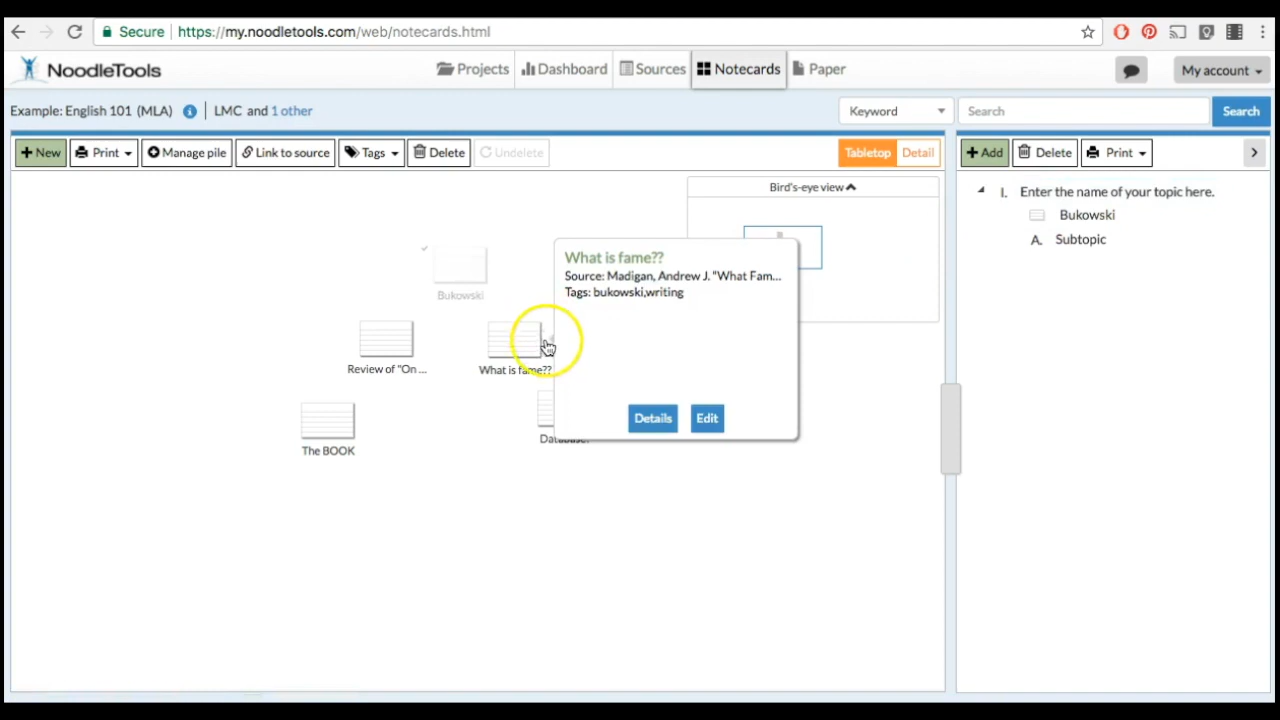 Secure https://my.noodletools.com/web/notecards.html
NoodleTools
Projects Dashboard Sources Notecards Paper My account
Example: English 101 (MLA) LMC and 1 other Keyword Search Search
+ New Print Manage pile Link to source Tags Delete Undelete Tabletop Detail + Add Delete Print
Bird's-eye view
I. Enter the name of your topic here.
Bukowski
A. Subtopic
What is fame??
Source: Madigan, Andrew J. "What Fam...
Tags: bukowski,writing
Bukowski
Review of "On ...
What is fame??
Details Edit
The BOOK